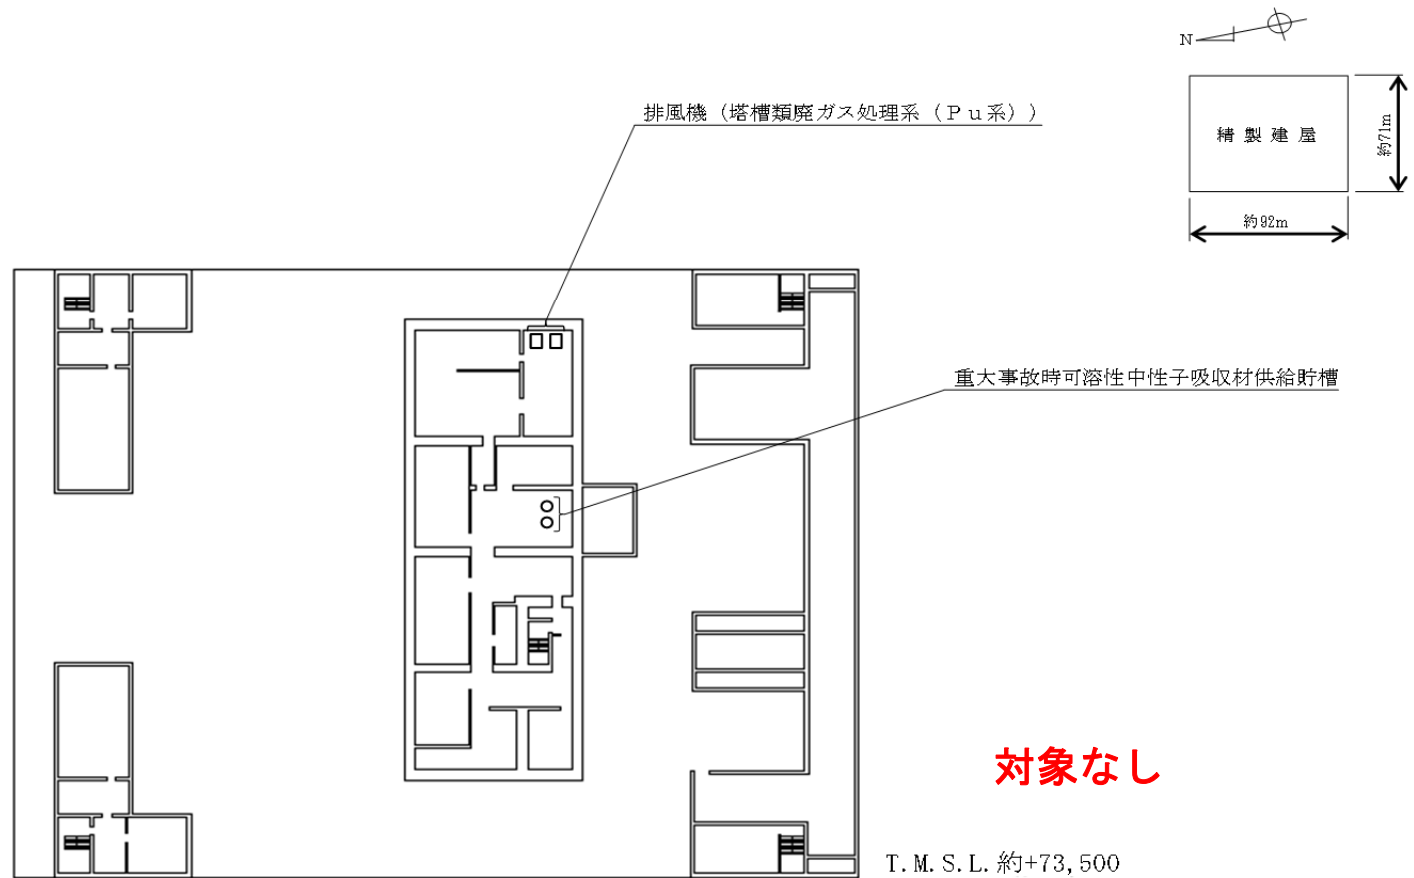 N
排風機（塔槽類廃ガス処理系（Ｐｕ系））
精製建屋
約71m
約92m
重大事故時可溶性中性子吸収材供給貯槽
対象なし
T.M.S.L.約+73,500